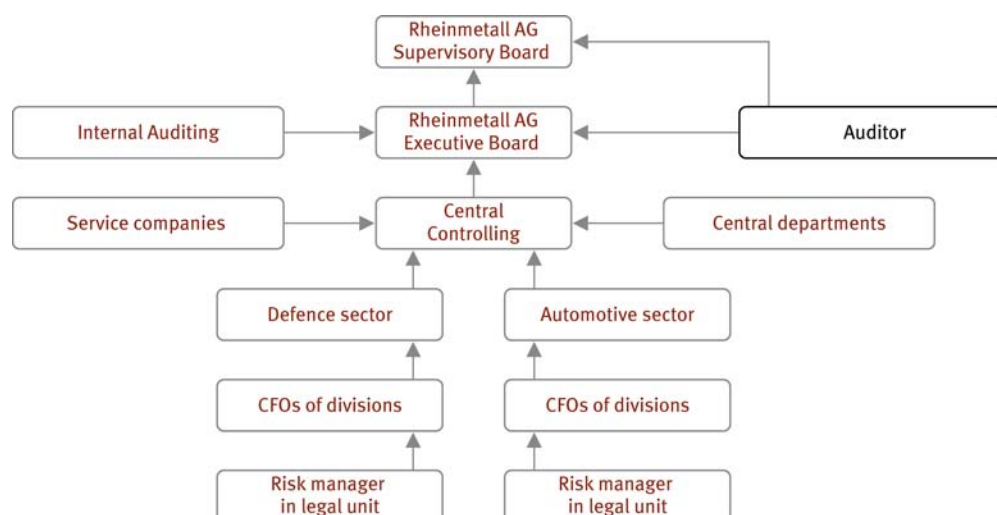 Rheinmetall AG
Supervisory Board
Internal Auditing
Rheinmetall AG
Executive Board
Auditor
Service companies
Central
Controlling
Central departments
Defence sector
Automotive sector
CFOs of divisions
CFOs of divisions
Risk manager
in legal unit
Risk manager
in legal unit